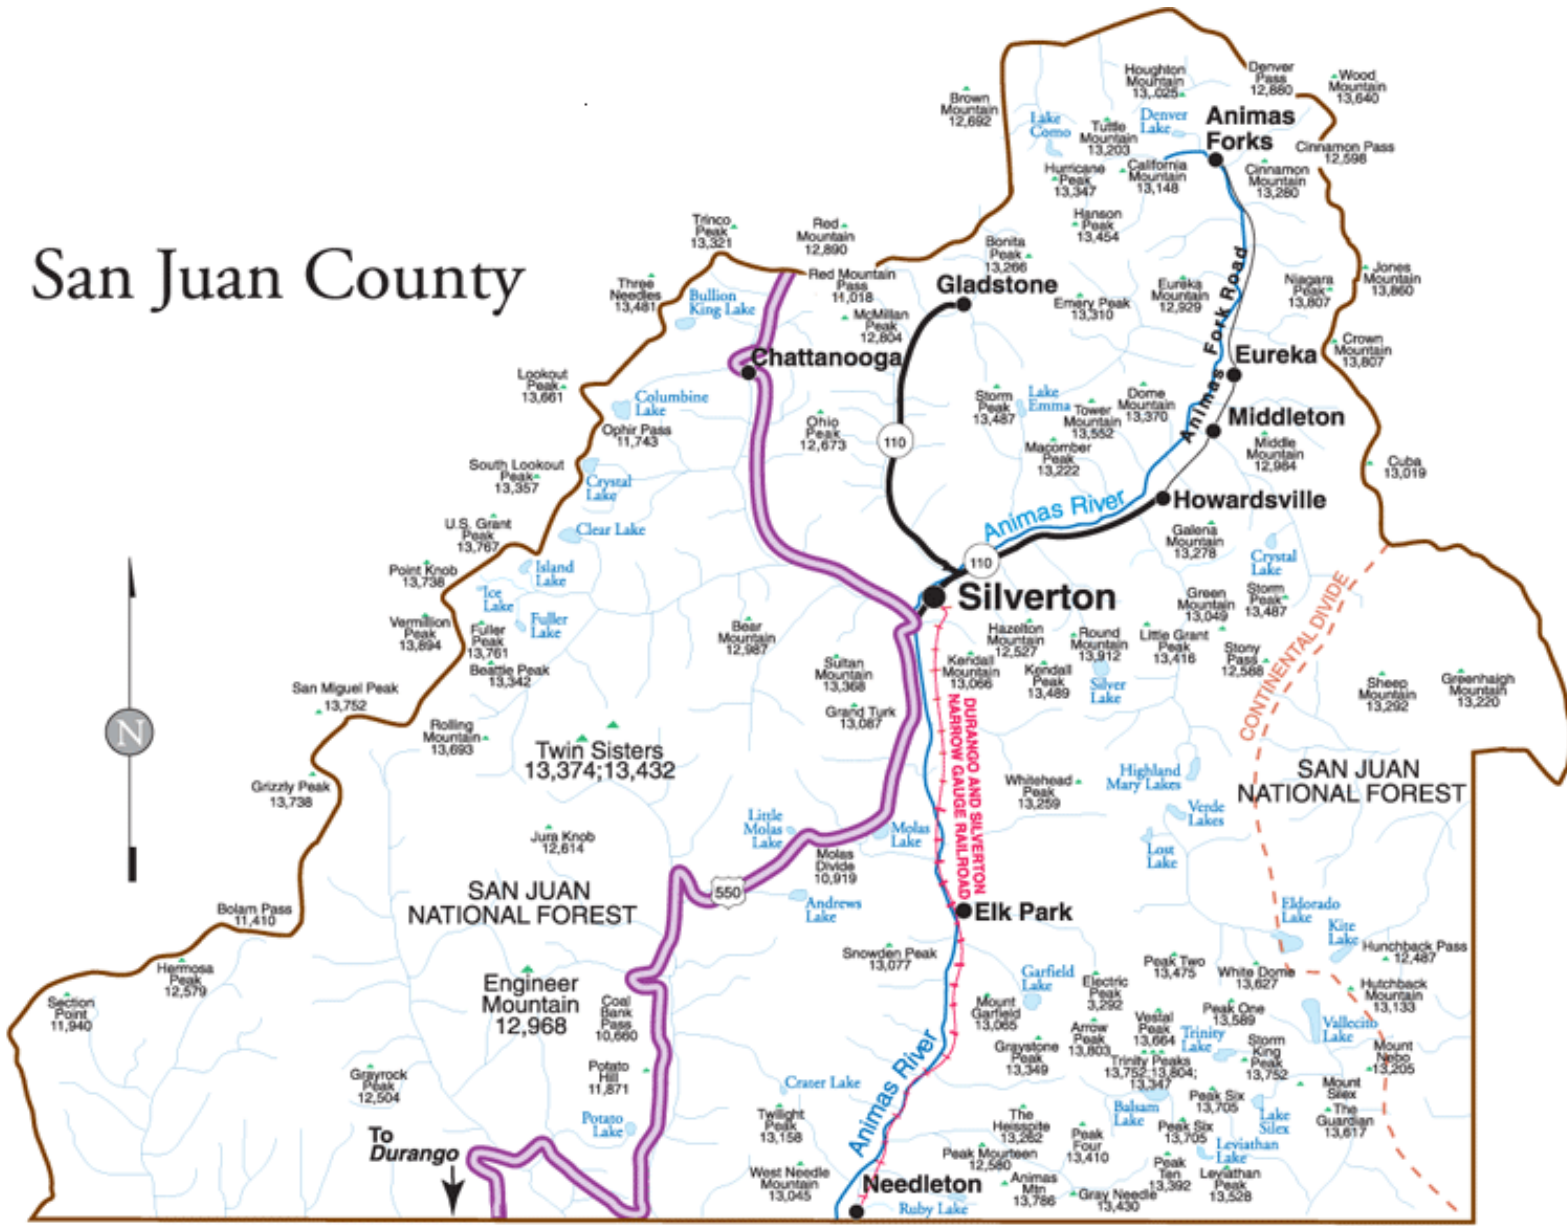 San Juan County
Houghton
Mountain
13,.025
Denver
Pass
12,880
Wood
Mountain
13,640
Brown
Mountain
12,692
Lake
Como
Tuttle
Mountain
13,203
Denver
Lake
Animas
Forks
Cinnamon Pass
12,598
Hurricane
Peak
13,347
California
Mountain
13,148
Cinnamon
Mountain
13,280
Hanson
Peak
13,454
Trinco
Peak
13,321
Red
Mountain
12,890
Bonita
Peak
13,266
Red Mountain
Pass
11,018
Three
Needles
13,481
Bullion
King Lake
Gladstone
Emery Peak
13,310
Eureka
Mountain
12,929
Animas Fork Road
Niagara
Peak
13,807
Jones
Mountain
13,860
McMillan
Peak
12,804
Chattanooga
Eureka
Crown
Mountain
13,807
Lookout
Peak
13,661
Columbine
Lake
Ophir Pass
11,743
Ohio
Peak
12,673
110
Storm
Peak
13,487
Lake
Emma
Tower
Mountain
13,552
Dome
Mountain
13,370
Middleton
Macomber
Peak
13,222
Middle
Mountain
12,984
Cuba
13,019
South Lookout
Peak
13,357
Crystal
Lake
Animas River
Howardsville
U.S. Grant
Peak
13,767
Clear Lake
Galena
Mountain
13,278
Crystal
Lake
Point Knob
13,738
Island
Lake
110
Silverton
Ice
Lake
Fuller
Lake
Vermillion
Peak
13,894
Fuller
Peak
13,761
Beattie Peak
13,342
Bear
Mountain
12,987
Green
Mountain
13,049
Storm
Peak
13,487
CONTINENTAL DIVIDE
Hazelton
Mountain
12,527
Round
Mountain
13,912
Little Grant
Peak
13,416
Stony
Pass
12,588
Sultan
Mountain
13,368
Kendall
Mountain
13,066
Kendall
Peak
13,489
Silver
Lake
Sheep
Mountain
13,292
Greenhaigh
Mountain
13,220
San Miguel Peak
13,752
Grand Turk
13,087
DURANGO AND SILVERTON
NARROW GAUGE RAILROAD
N
Rolling
Mountain
13,693
Twin Sisters
13,374;13,432
Whitehead
Peak
13,259
Highland
Mary Lakes
SAN JUAN
NATIONAL FOREST
Grizzly Peak
13,738
Verde
Lakes
Jura Knob
12,614
Little
Molas
Lake
Molas
Lake
Lost
Lake
Molas
Divide
10,919
550
SAN JUAN
NATIONAL FOREST
Andrews
Lake
Elk Park
Bolam Pass
11,410
Eldorado
Lake
Kite
Lake
Snowden Peak
13,077
Hunchback Pass
12,487
Hermosa
Peak
12,579
Engineer
Mountain
12,968
Garfield
Lake
Electric
Peak
3,292
Peak Two
13,475
White Dome
13,627
Hutchback
Mountain
13,133
Section
Point
11,940
Coal
Bank
Pass
10,660
Mount
Garfield
13,065
Peak One
13,589
Arrow
Peak
13,803
Vestal
Peak
13,664
Trinity
Lake
Vallecito
Lake
Graystone
Peak
13,349
Storm
King
Peak
13,752
Mount
Nebo
13,205
Trinity Peaks
13,752;13,804;
13,347
Grayrock
Peak
12,504
Potato
Hill
11,871
Animas River
Crater Lake
Mount
Silex
Balsam
Lake
Peak Six
13,705
Lake
Silex
The
Guardian
13,617
Potato
Lake
Twilight
Peak
13,158
The
Heisspite
13,262
Peak
Four
13,410
Peak Six
13,705
To
Durango
Leviathan
Lake
Peak Mourteen
12,580
West Needle
Mountain
13,045
Needleton
Peak
Ten
13,392
Leviathan
Peak
13,528
Animas
Mtn
13,786
Gray Needle
13,430
Ruby Lake